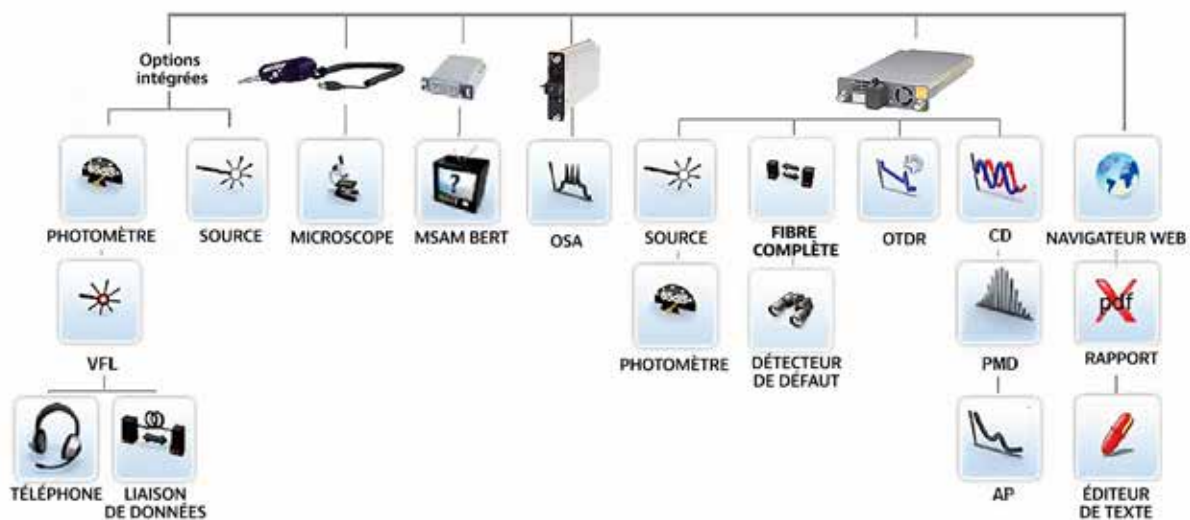 Options
intégrées
PHOTOMÈTRE
SOURCE
MICROSCOPE
?
MSAM BERT
OSA
SOURCE
FIBRE
COMPLÈTE
OTDR
CD
NAVIGATEUR WEB
VFL
PHOTOMÈTRE
DÉTECTEUR
DE DÉFAUT
PMD
pdf
RAPPORT
TÉLÉPHONE
LIAISON
DE DONNÉES
AP
ÉDITEUR
DE TEXTE